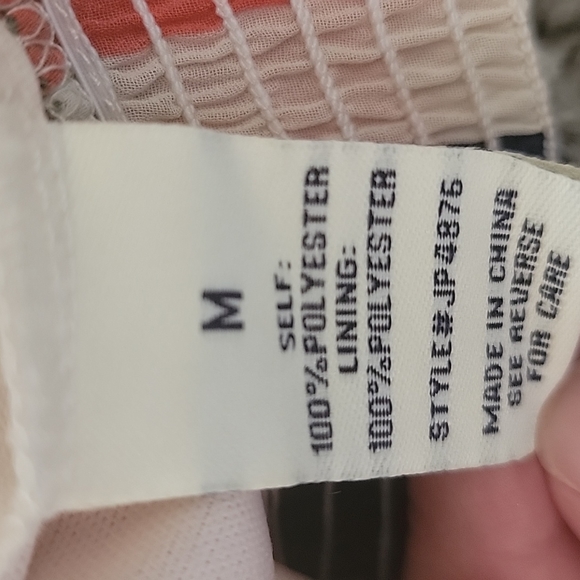 M
SELF:
100%POLYESTER
LINING:
100%POLYESTER
STYLE#JP4876
MADE IN CHINA
SEE REVERSE
FOR CARE